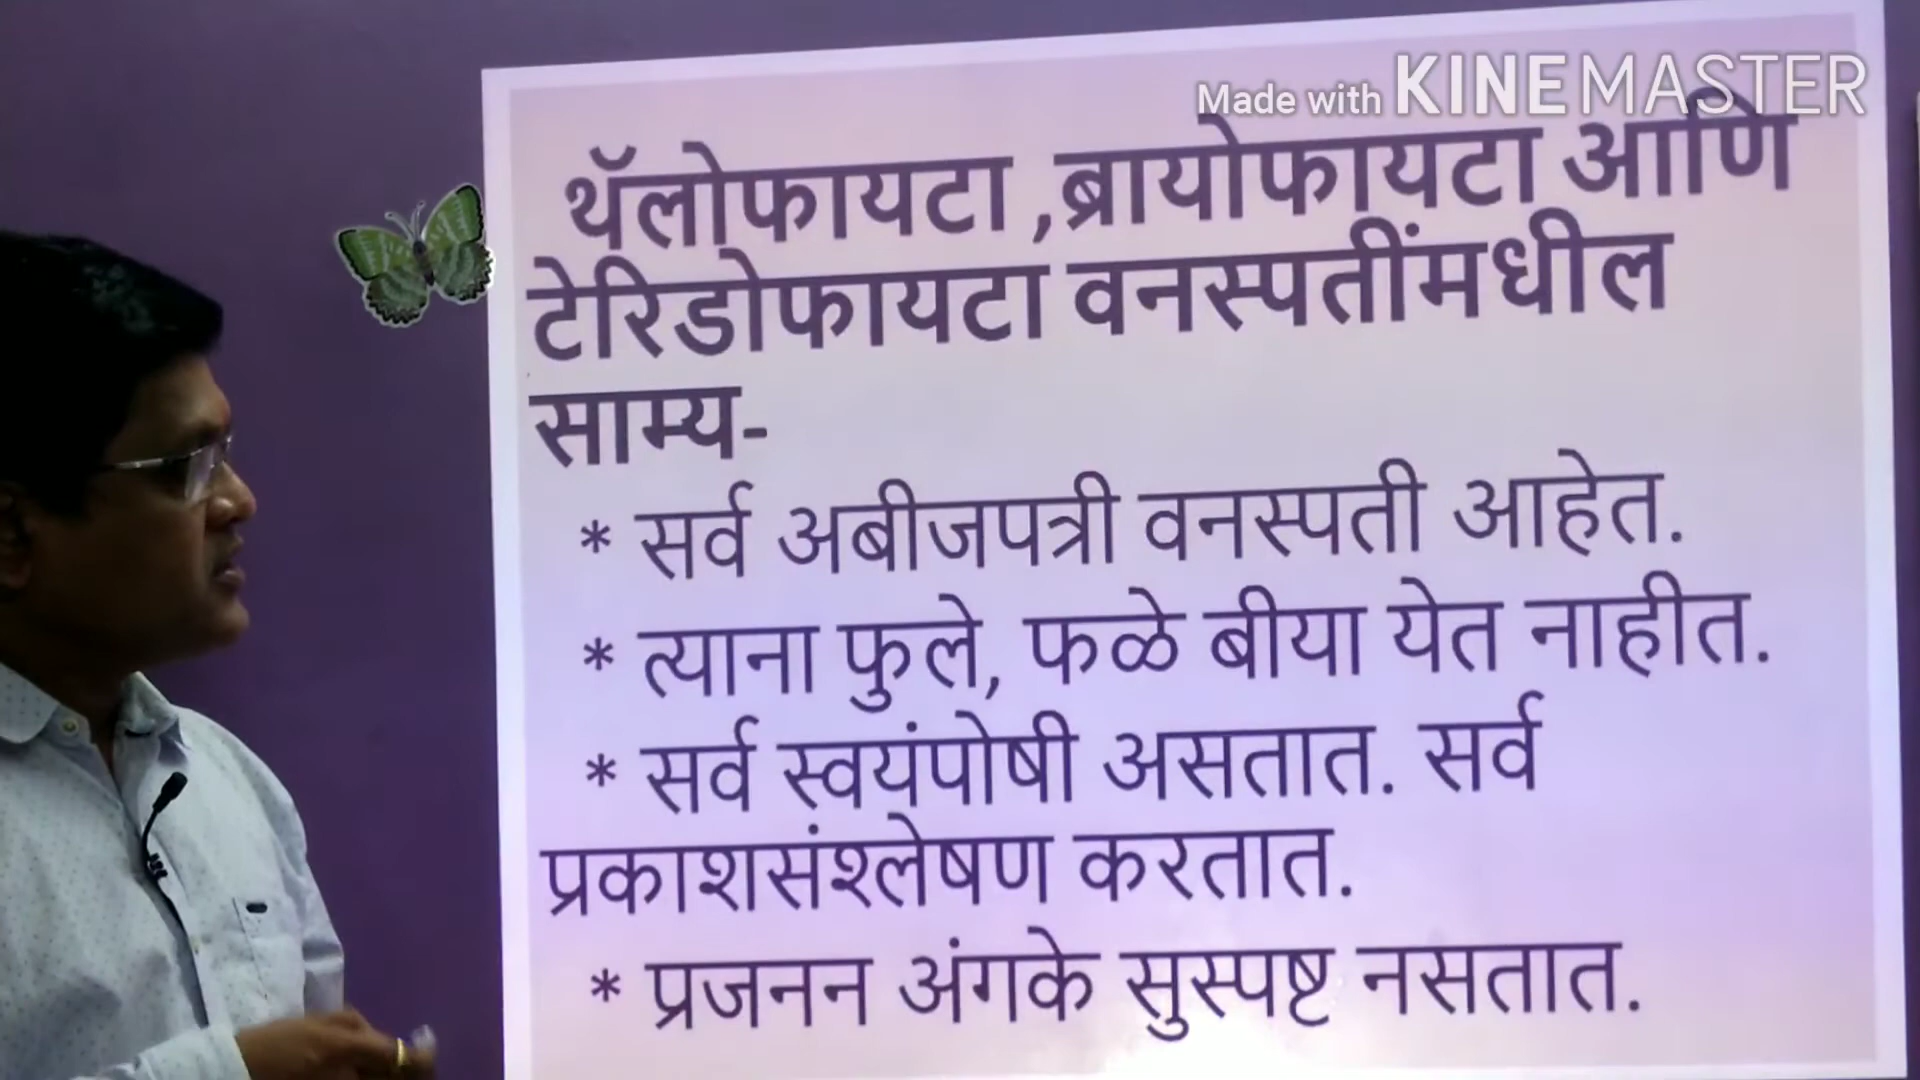 Made with KINEMASTER
थॅलोफायटा ,ब्रायोफायटा आणि
टेरिडोफायटा वनस्पतींमधील
साम्य-
* सर्व अबीजपत्री वनस्पती आहेत.
* त्याना फुले, फळे बीया येत नाहीत.
* सर्व स्वयंपोषी असतात. सर्व
प्रकाशसंश्लेषण करतात.
* प्रजनन अंगके सुस्पष्ट नसतात.